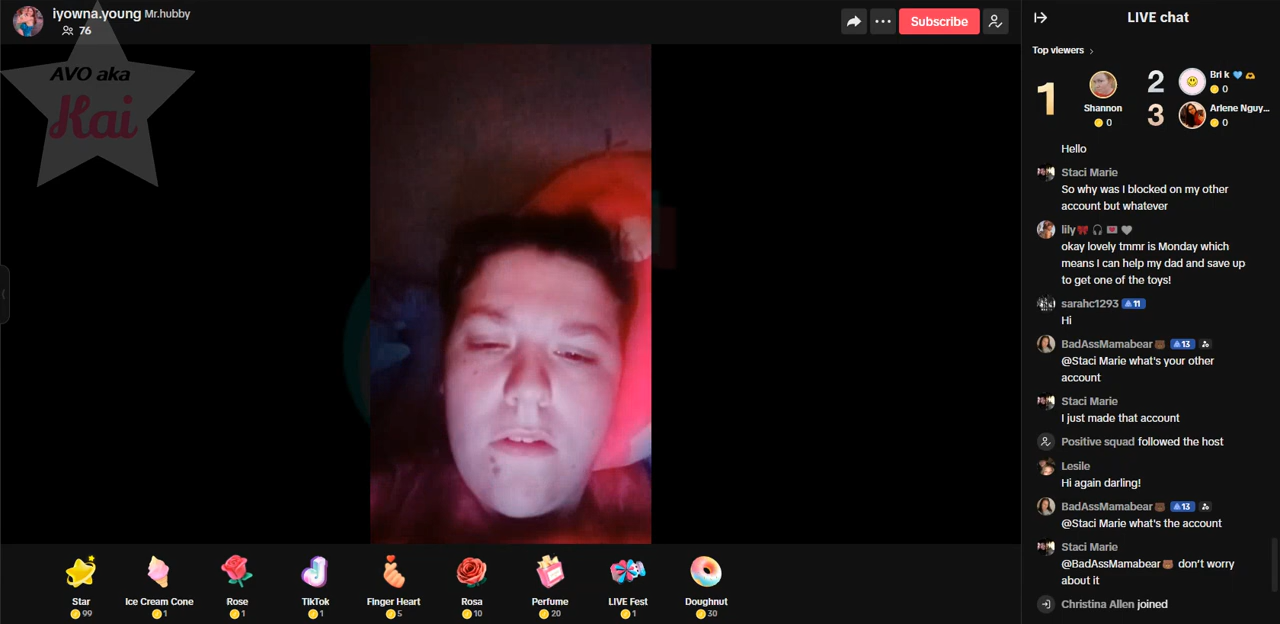 iyowna.young Mr.hubby
76
AVO aka
Kai
Subscribe
LIVE chat
Top viewers
1
Shannon
0
2
Bri k 💙 🫶
0
3
Arlene Nguy...
0
Hello
Staci Marie
So why was I blocked on my other
account but whatever
lily🎀 🎧 💌 🩶
okay lovely tmmr is Monday which
means I can help my dad and save up
to get one of the toys!
sarahc1293 11
Hi
BadAssMamabear🐻 13
@Staci Marie what's your other
account
Staci Marie
I just made that account
Positive squad followed the host
Lesile
Hi again darling!
BadAssMamabear🐻 13
@Staci Marie what's the account
Staci Marie
@BadAssMamabear🐻 don't worry
about it
Christina Allen joined
Star
99
Ice Cream Cone
1
Rose
1
TikTok
1
Finger Heart
5
Rosa
10
Perfume
20
LIVE Fest
1
Doughnut
30